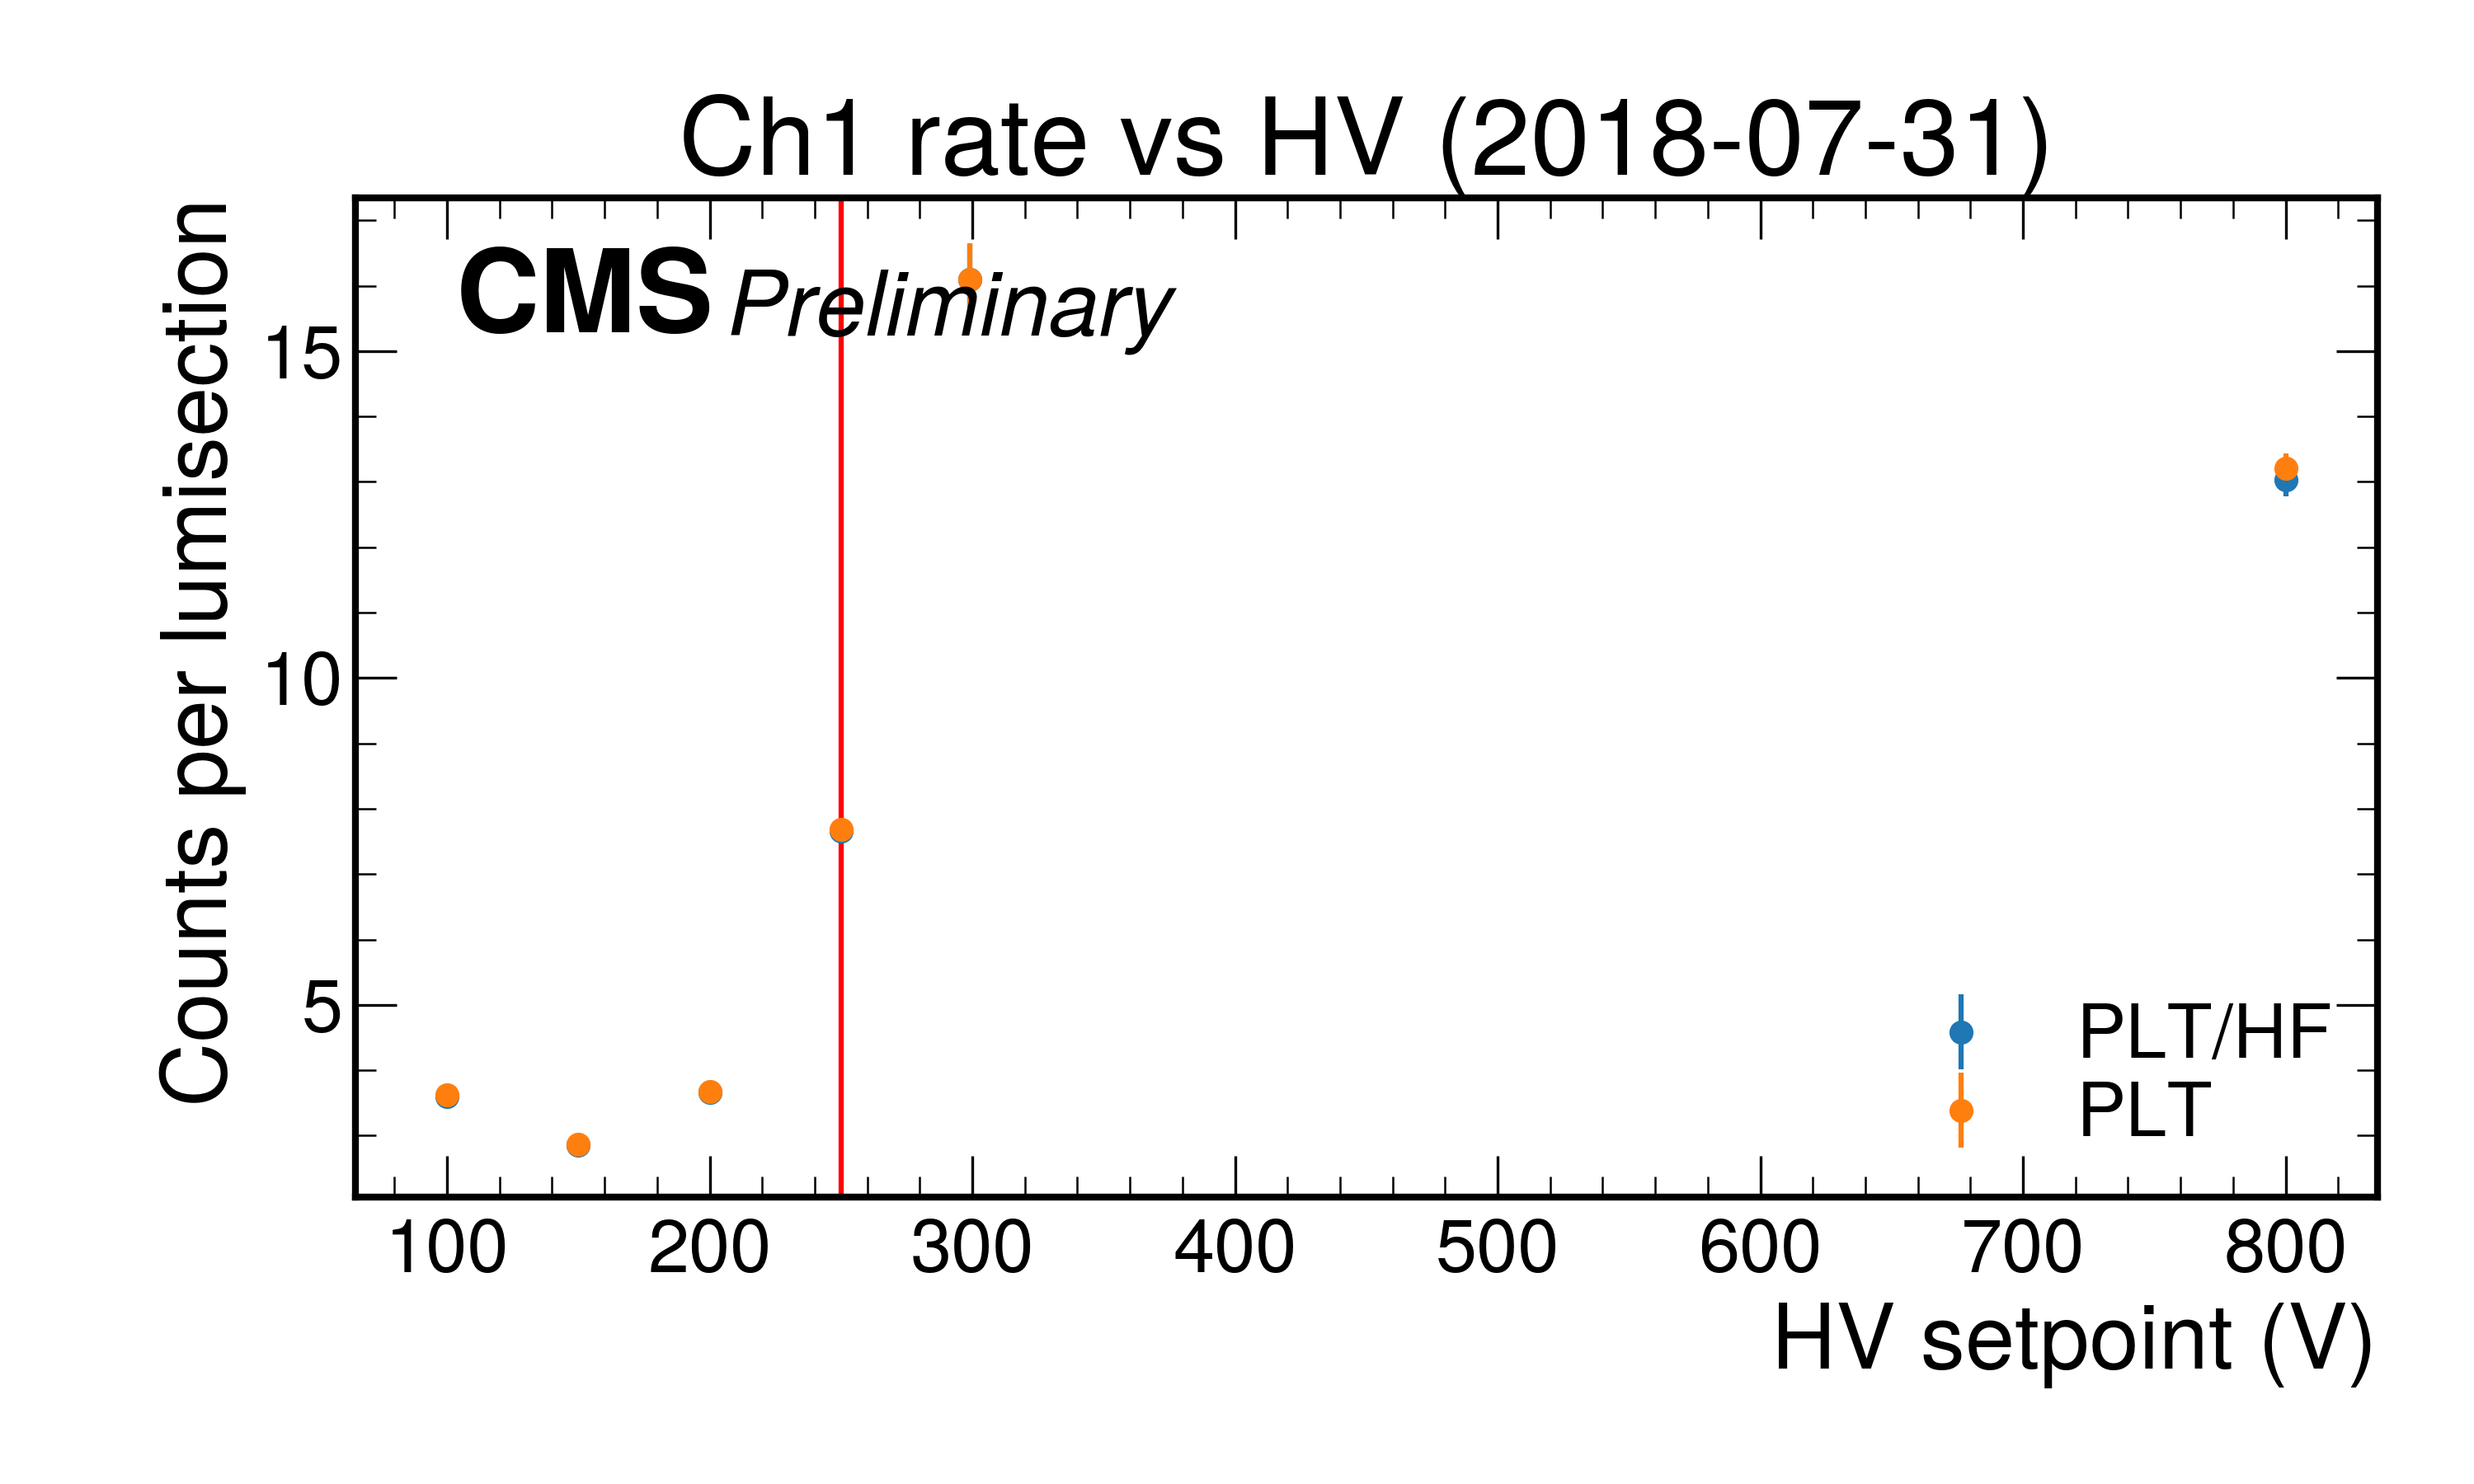 Ch1 rate vs HV (2018-07-31)
CMS Preliminary
Counts per lumisection
15
10
5
PLT/HF
PLT
100 200 300 400 500 600 700 800
HV setpoint (V)